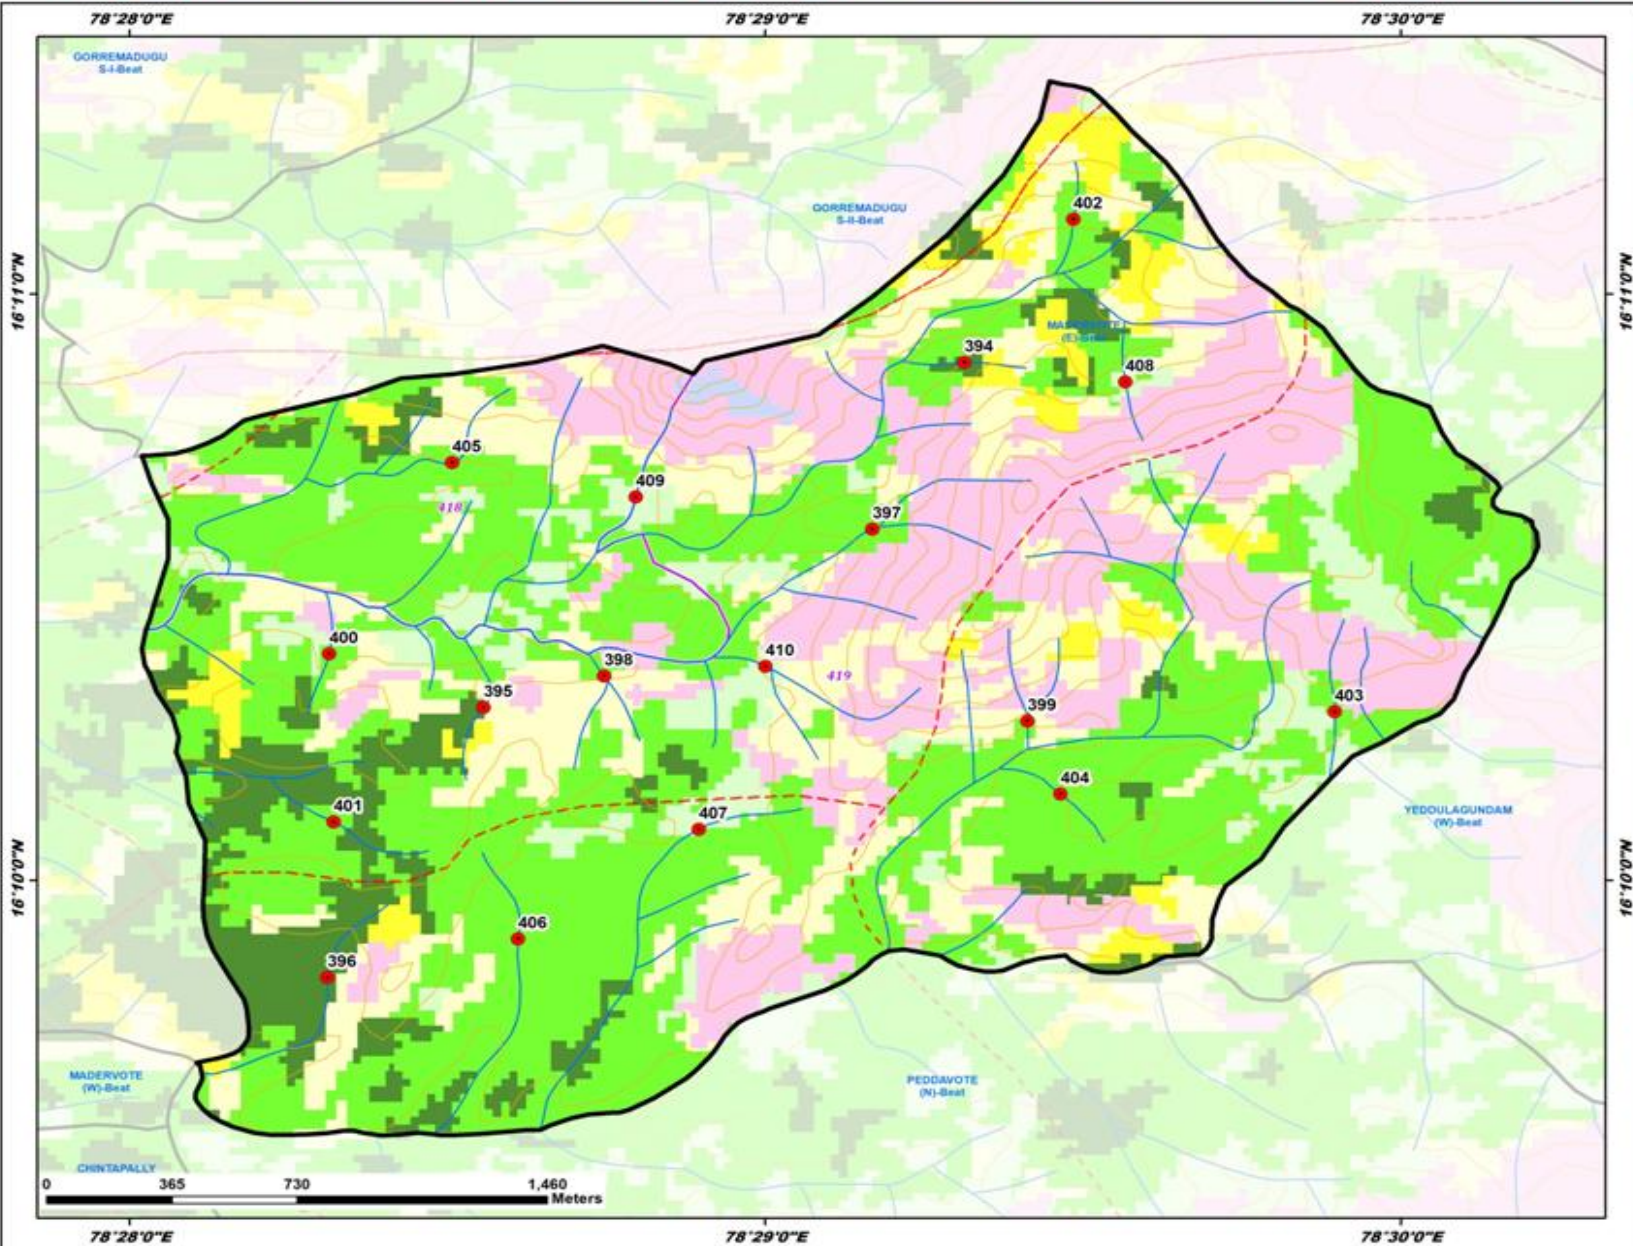 78°28'0"E
78°29'0"E
78°30'0"E
GORREMADUGU
S-I-Beat
GORREMADUGU
S-II-Beat
402
16°11'0"N
16°11'0"N
(E)-
394
408
405
409
418
397
400
398
410
395
419
399
403
404
401
407
YEDOULAGUNDAM
(W)-Beat
16°10'0"N
16°10'0"N
406
396
MADERVOTE
(W)-Beat
PEDDAVOTE
(N)-Beat
CHINTAPALLY
0 365 730 1,460
Meters
78°28'0"E
78°29'0"E
78°30'0"E